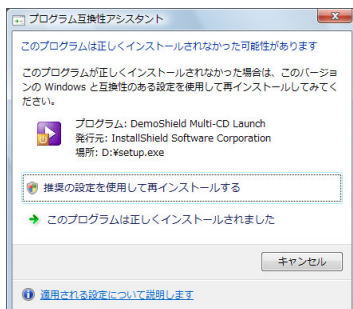 プログラム互換性アシスタント
このプログラムは正しくインストールされなかった可能性があります
このプログラムが正しくインストールされなかった場合は、このバージョ
ンの Windows と互換性のある設定を使用して再インストールしてみてく
ださい。
プログラム: DemoShield Multi-CD Launch
発行元: InstallShield Software Corporation
場所: D:¥setup.exe
推奨の設定を使用して再インストールする
このプログラムは正しくインストールされました
キャンセル
適用される設定について説明します